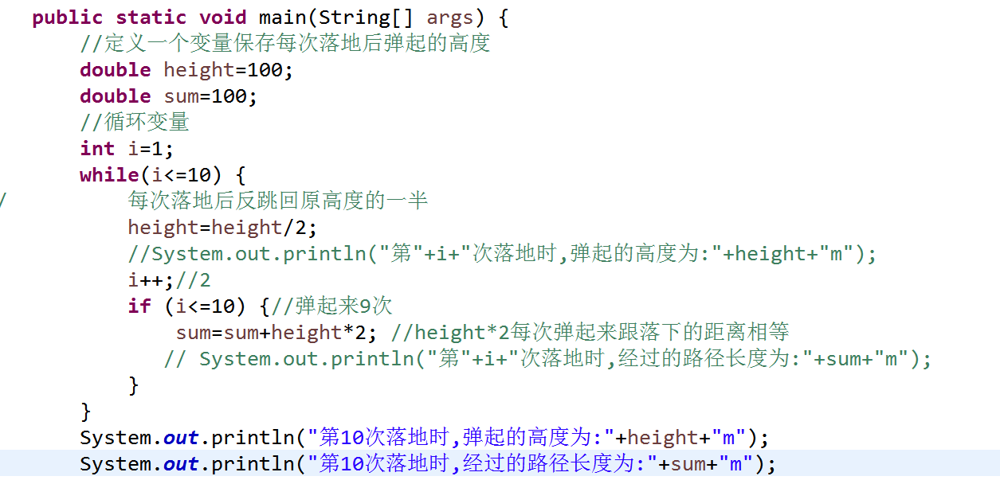 public static void main(String[] args) {
//定义一个变量保存每次落地后弹起的高度
double height=100;
double sum=100;
//循环变量
int i=1;
while(i<=10) {
/ 每次落地后反跳回原高度的一半
height=height/2;
//System.out.println("第"+i+"次落地时,弹起的高度为:"+height+"m");
i++;//2
if (i<=10) {//弹起来9次
sum=sum+height*2; //height*2每次弹起来跟落下的距离相等
// System.out.println("第"+i+"次落地时,经过的路径长度为:"+sum+"m");
}
}
System.out.println("第10次落地时,弹起的高度为:"+height+"m");
System.out.println("第10次落地时,经过的路径长度为:"+sum+"m");